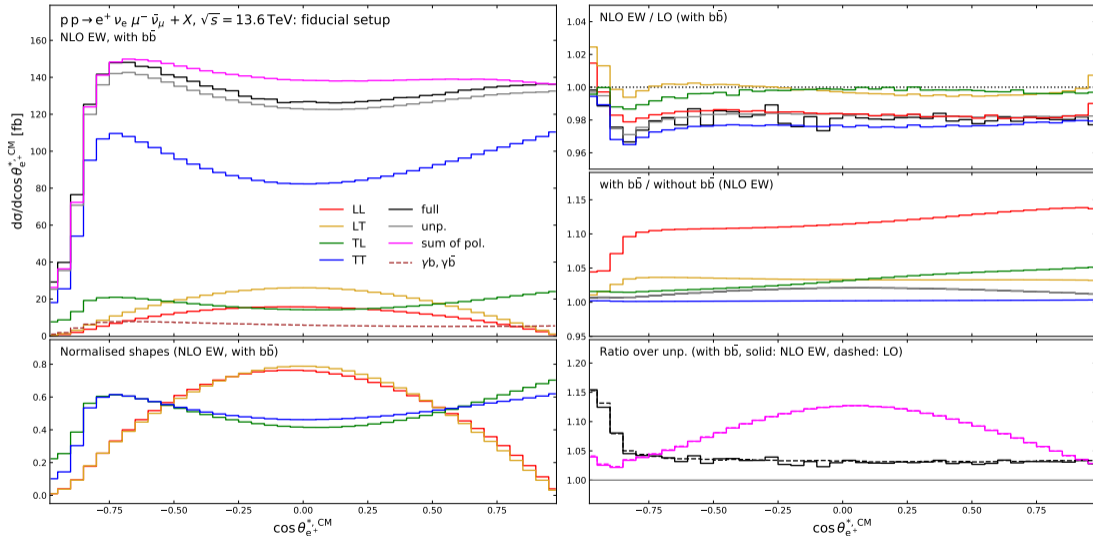 p p → e⁺ νₑ μ⁻ ν̄_μ + X, √s = 13.6 TeV: fiducial setup
NLO EW, with bb̄
160
140
120
100
80
60
40
20
0
dσ/dcosθ*,CM e⁺ [fb]
LL
LT
TL
TT
full
unp.
sum of pol.
γb, γb̄
Normalised shapes (NLO EW, with bb̄)
0.8
0.6
0.4
0.2
0.0
−0.75 −0.50 −0.25 0.00 0.25 0.50 0.75
cosθ*,CM e⁺
NLO EW / LO (with bb̄)
1.04
1.02
1.00
0.98
0.96
with bb̄ / without bb̄ (NLO EW)
1.15
1.10
1.05
1.00
0.95
Ratio over unp. (with bb̄, solid: NLO EW, dashed: LO)
1.20
1.15
1.10
1.05
1.00
−0.75 −0.50 −0.25 0.00 0.25 0.50 0.75
cosθ*,CM e⁺